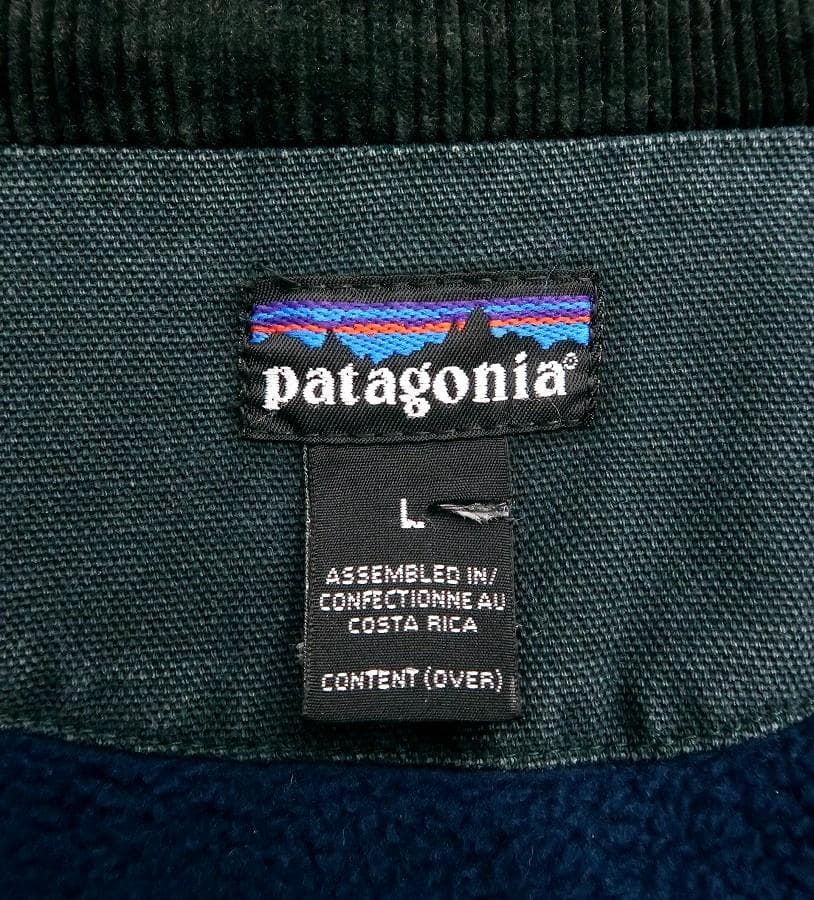 patagonia®
L
ASSEMBLED IN/
CONFECTIONNE AU
COSTA RICA
CONTENT (OVER)